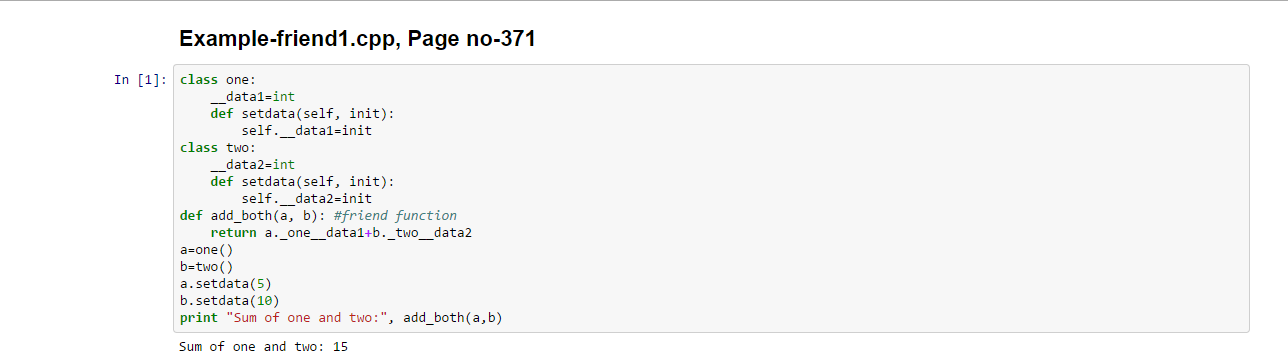 Example-friend1.cpp, Page no-371
In [1]: class one:
    __data1=int
    def setdata(self, init):
        self.__data1=init
class two:
    __data2=int
    def setdata(self, init):
        self.__data2=init
def add_both(a, b): #friend function
    return a._one__data1+b._two__data2
a=one()
b=two()
a.setdata(5)
b.setdata(10)
print "Sum of one and two:", add_both(a,b)
Sum of one and two: 15